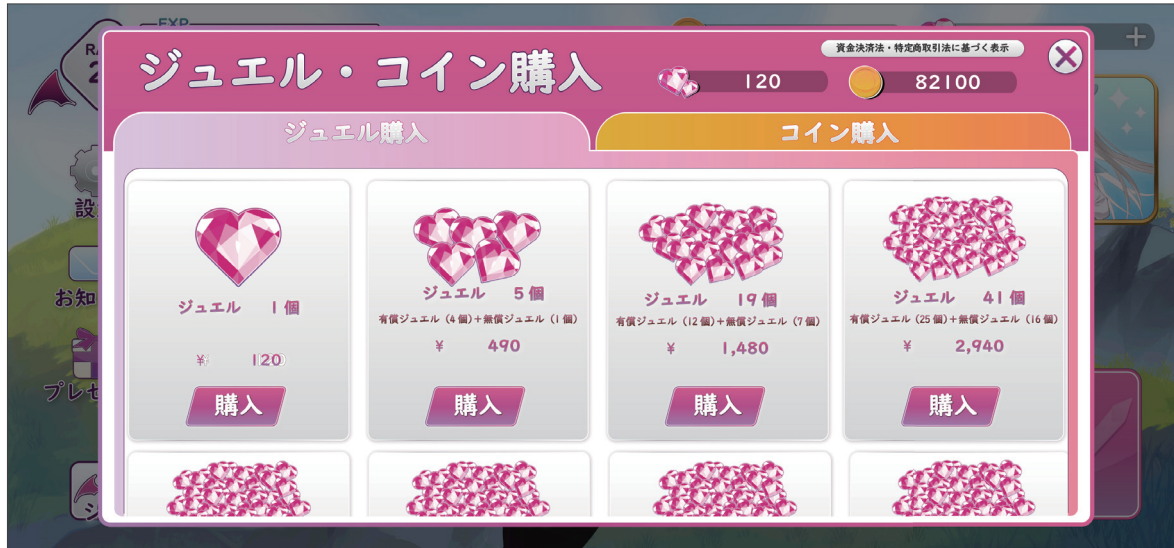 EXP
資金決済法・特定商取引法に基づく表示
ジュエル・コイン購入
120
82100
ジュエル購入
コイン購入
ジュエル 1個
¥ 120
購入
ジュエル 5個
有償ジュエル(4個)+無償ジュエル(1個)
¥ 490
購入
ジュエル 19個
有償ジュエル(12個)+無償ジュエル(7個)
¥ 1,480
購入
ジュエル 41個
有償ジュエル(25個)+無償ジュエル(16個)
¥ 2,940
購入
お知
プレゼ